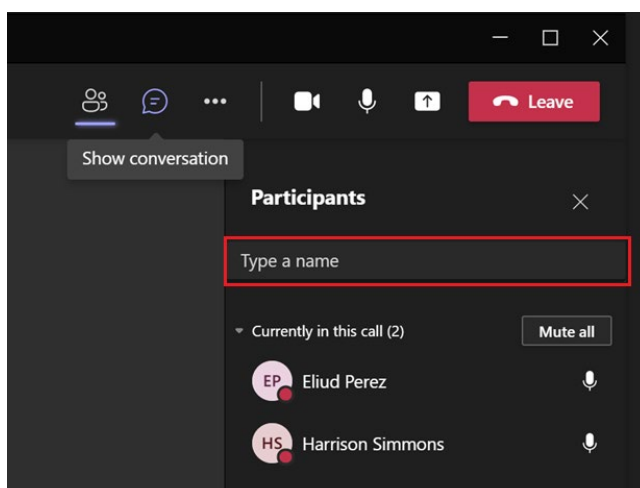 Leave
Show conversation
Participants
Type a name
Currently in this call (2)
Mute all
EP
Eliud Perez
HS
Harrison Simmons